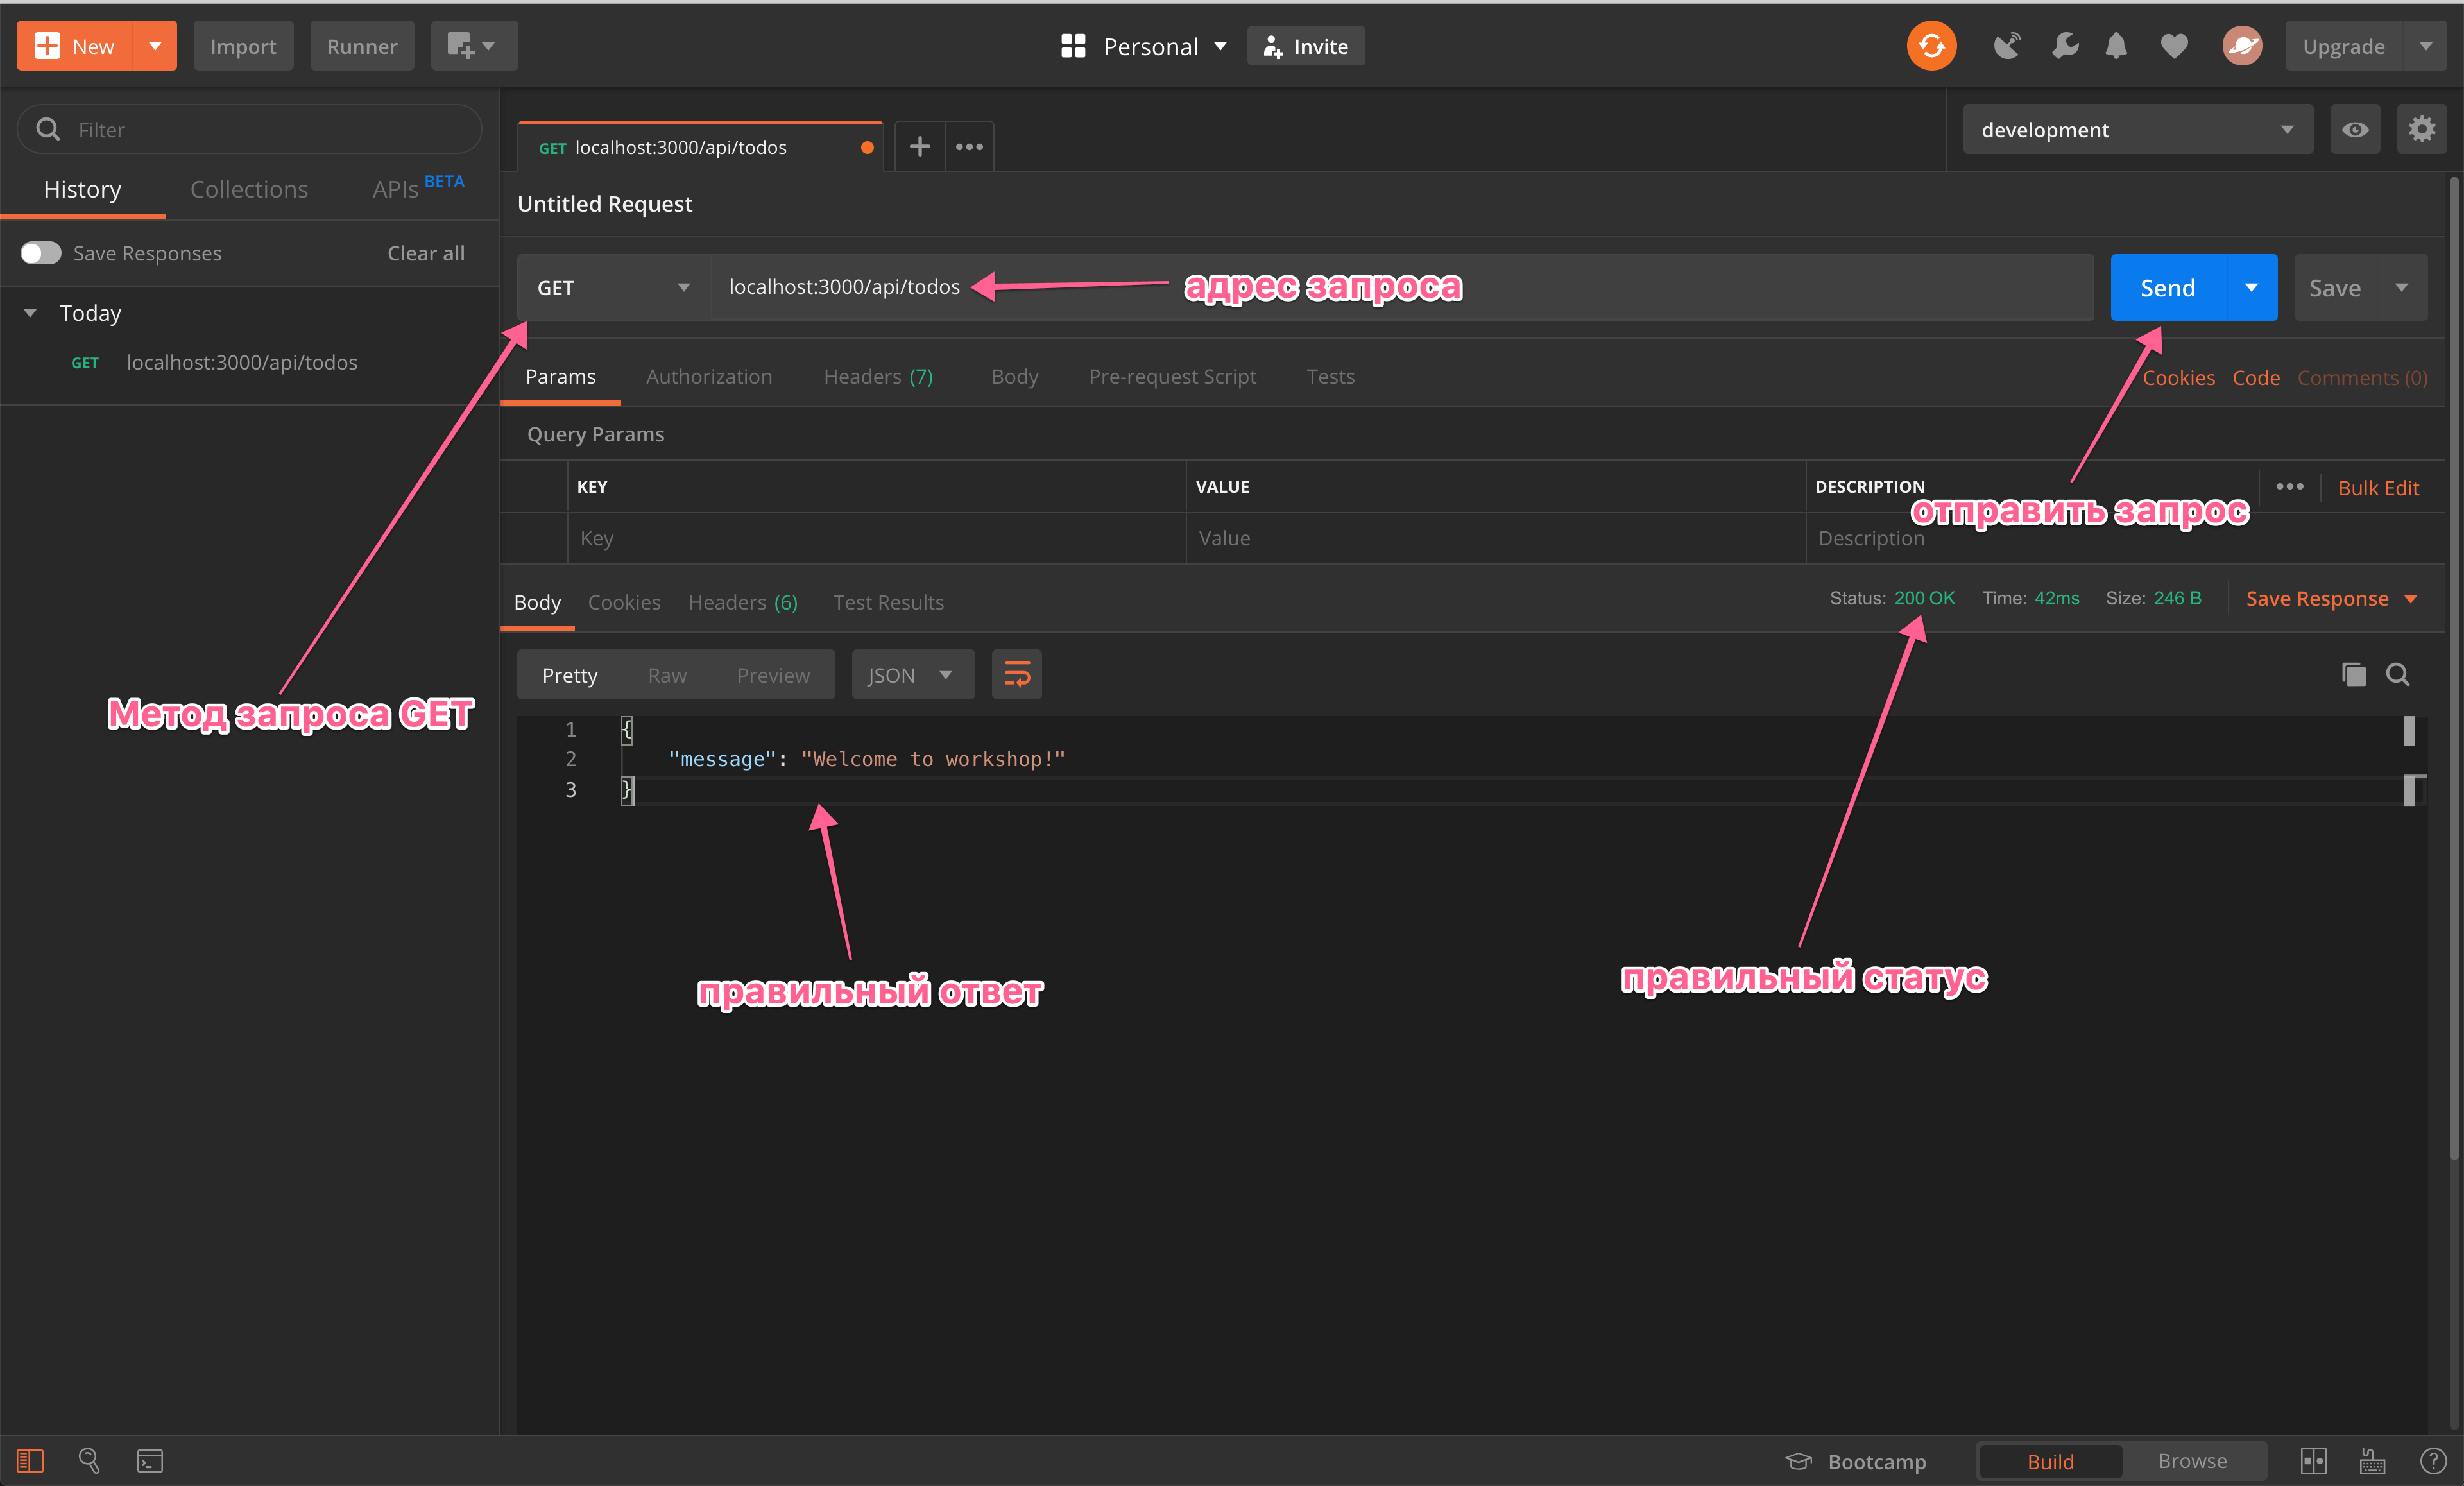 New Import Runner Personal Invite Upgrade
Filter
GET localhost:3000/api/todos
development
History Collections APIs BETA
Untitled Request
Save Responses Clear all
GET localhost:3000/api/todos адрес запроса Send Save
Today
GET localhost:3000/api/todos
Params Authorization Headers (7) Body Pre-request Script Tests Cookies Code Comments (0)
Query Params
KEY VALUE DESCRIPTION Bulk Edit
отправить запрос
Key Value Description
Body Cookies Headers (6) Test Results Status: 200 OK Time: 42ms Size: 246 B Save Response
Pretty Raw Preview JSON
Метод запроса GET
1 {
2 "message": "Welcome to workshop!"
3 }
правильный ответ
правильный статус
Bootcamp Build Browse